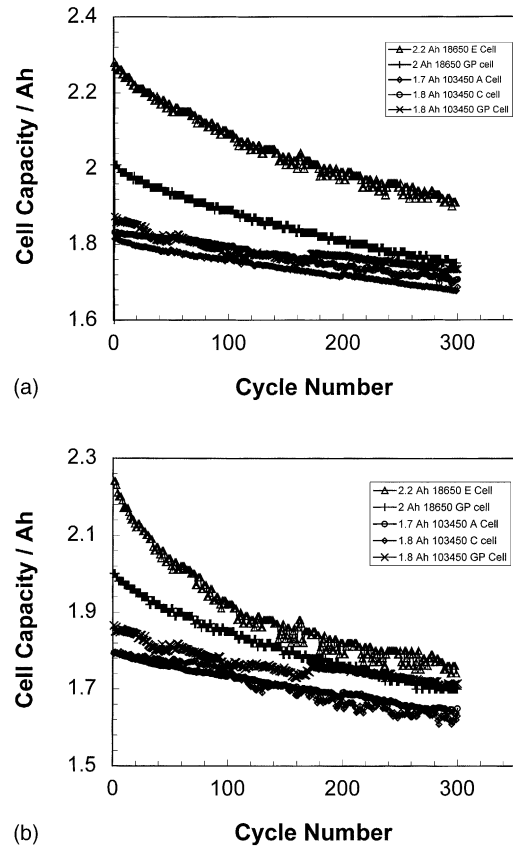 (a)
Cell Capacity / Ah
2.4
2.2
2
1.8
1.6
2.2 Ah 18650 E Cell
2 Ah 18650 GP cell
1.7 Ah 103450 A Cell
1.8 Ah 103450 C cell
1.8 Ah 103450 GP Cell
0
100
200
300
Cycle Number
(b)
Cell Capacity / Ah
2.3
2.1
1.9
1.7
1.5
2.2 Ah 18650 E Cell
2 Ah 18650 GP cell
1.7 Ah 103450 A Cell
1.8 Ah 103450 C cell
1.8 Ah 103450 GP Cell
0
100
200
300
Cycle Number